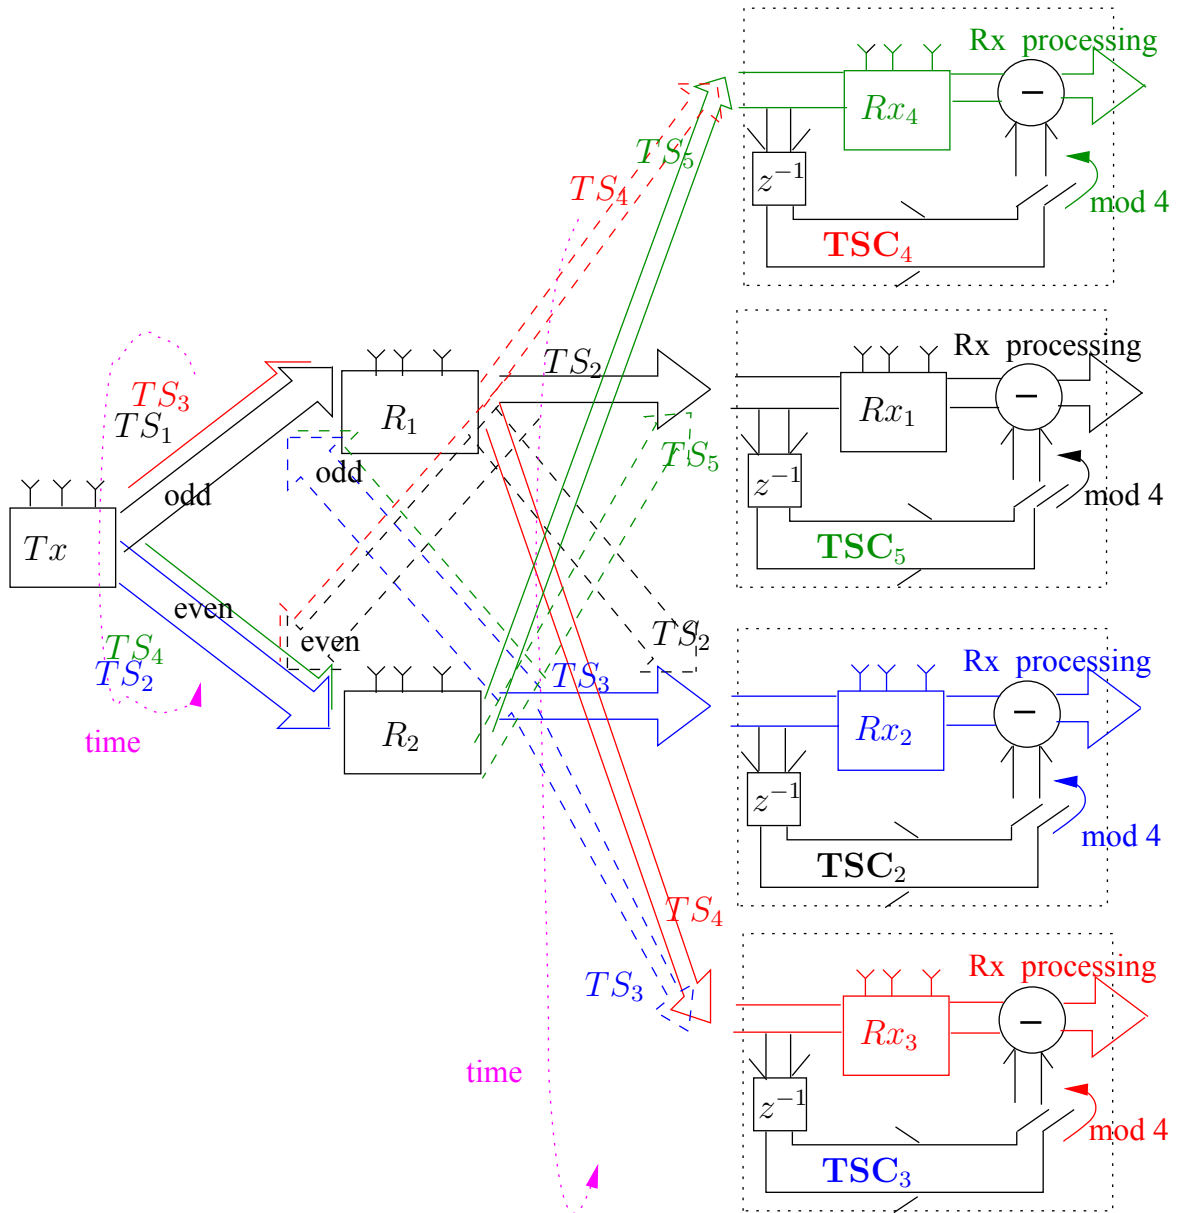 Rx processing
Rx₄
TS₅
z⁻¹
TS₄
mod 4
TSC₄
Rx processing
TS₂
TS₃
Rx₁
TS₁
R₁
TS₅
odd
z⁻¹
odd
mod 4
Tx
TSC₅
even
even
TS₂
TS₄
Rx processing
TS₂
TS₃
R₂
Rx₂
time
z⁻¹
mod 4
TSC₂
TS₄
Rx processing
TS₃
Rx₃
time
z⁻¹
mod 4
TSC₃